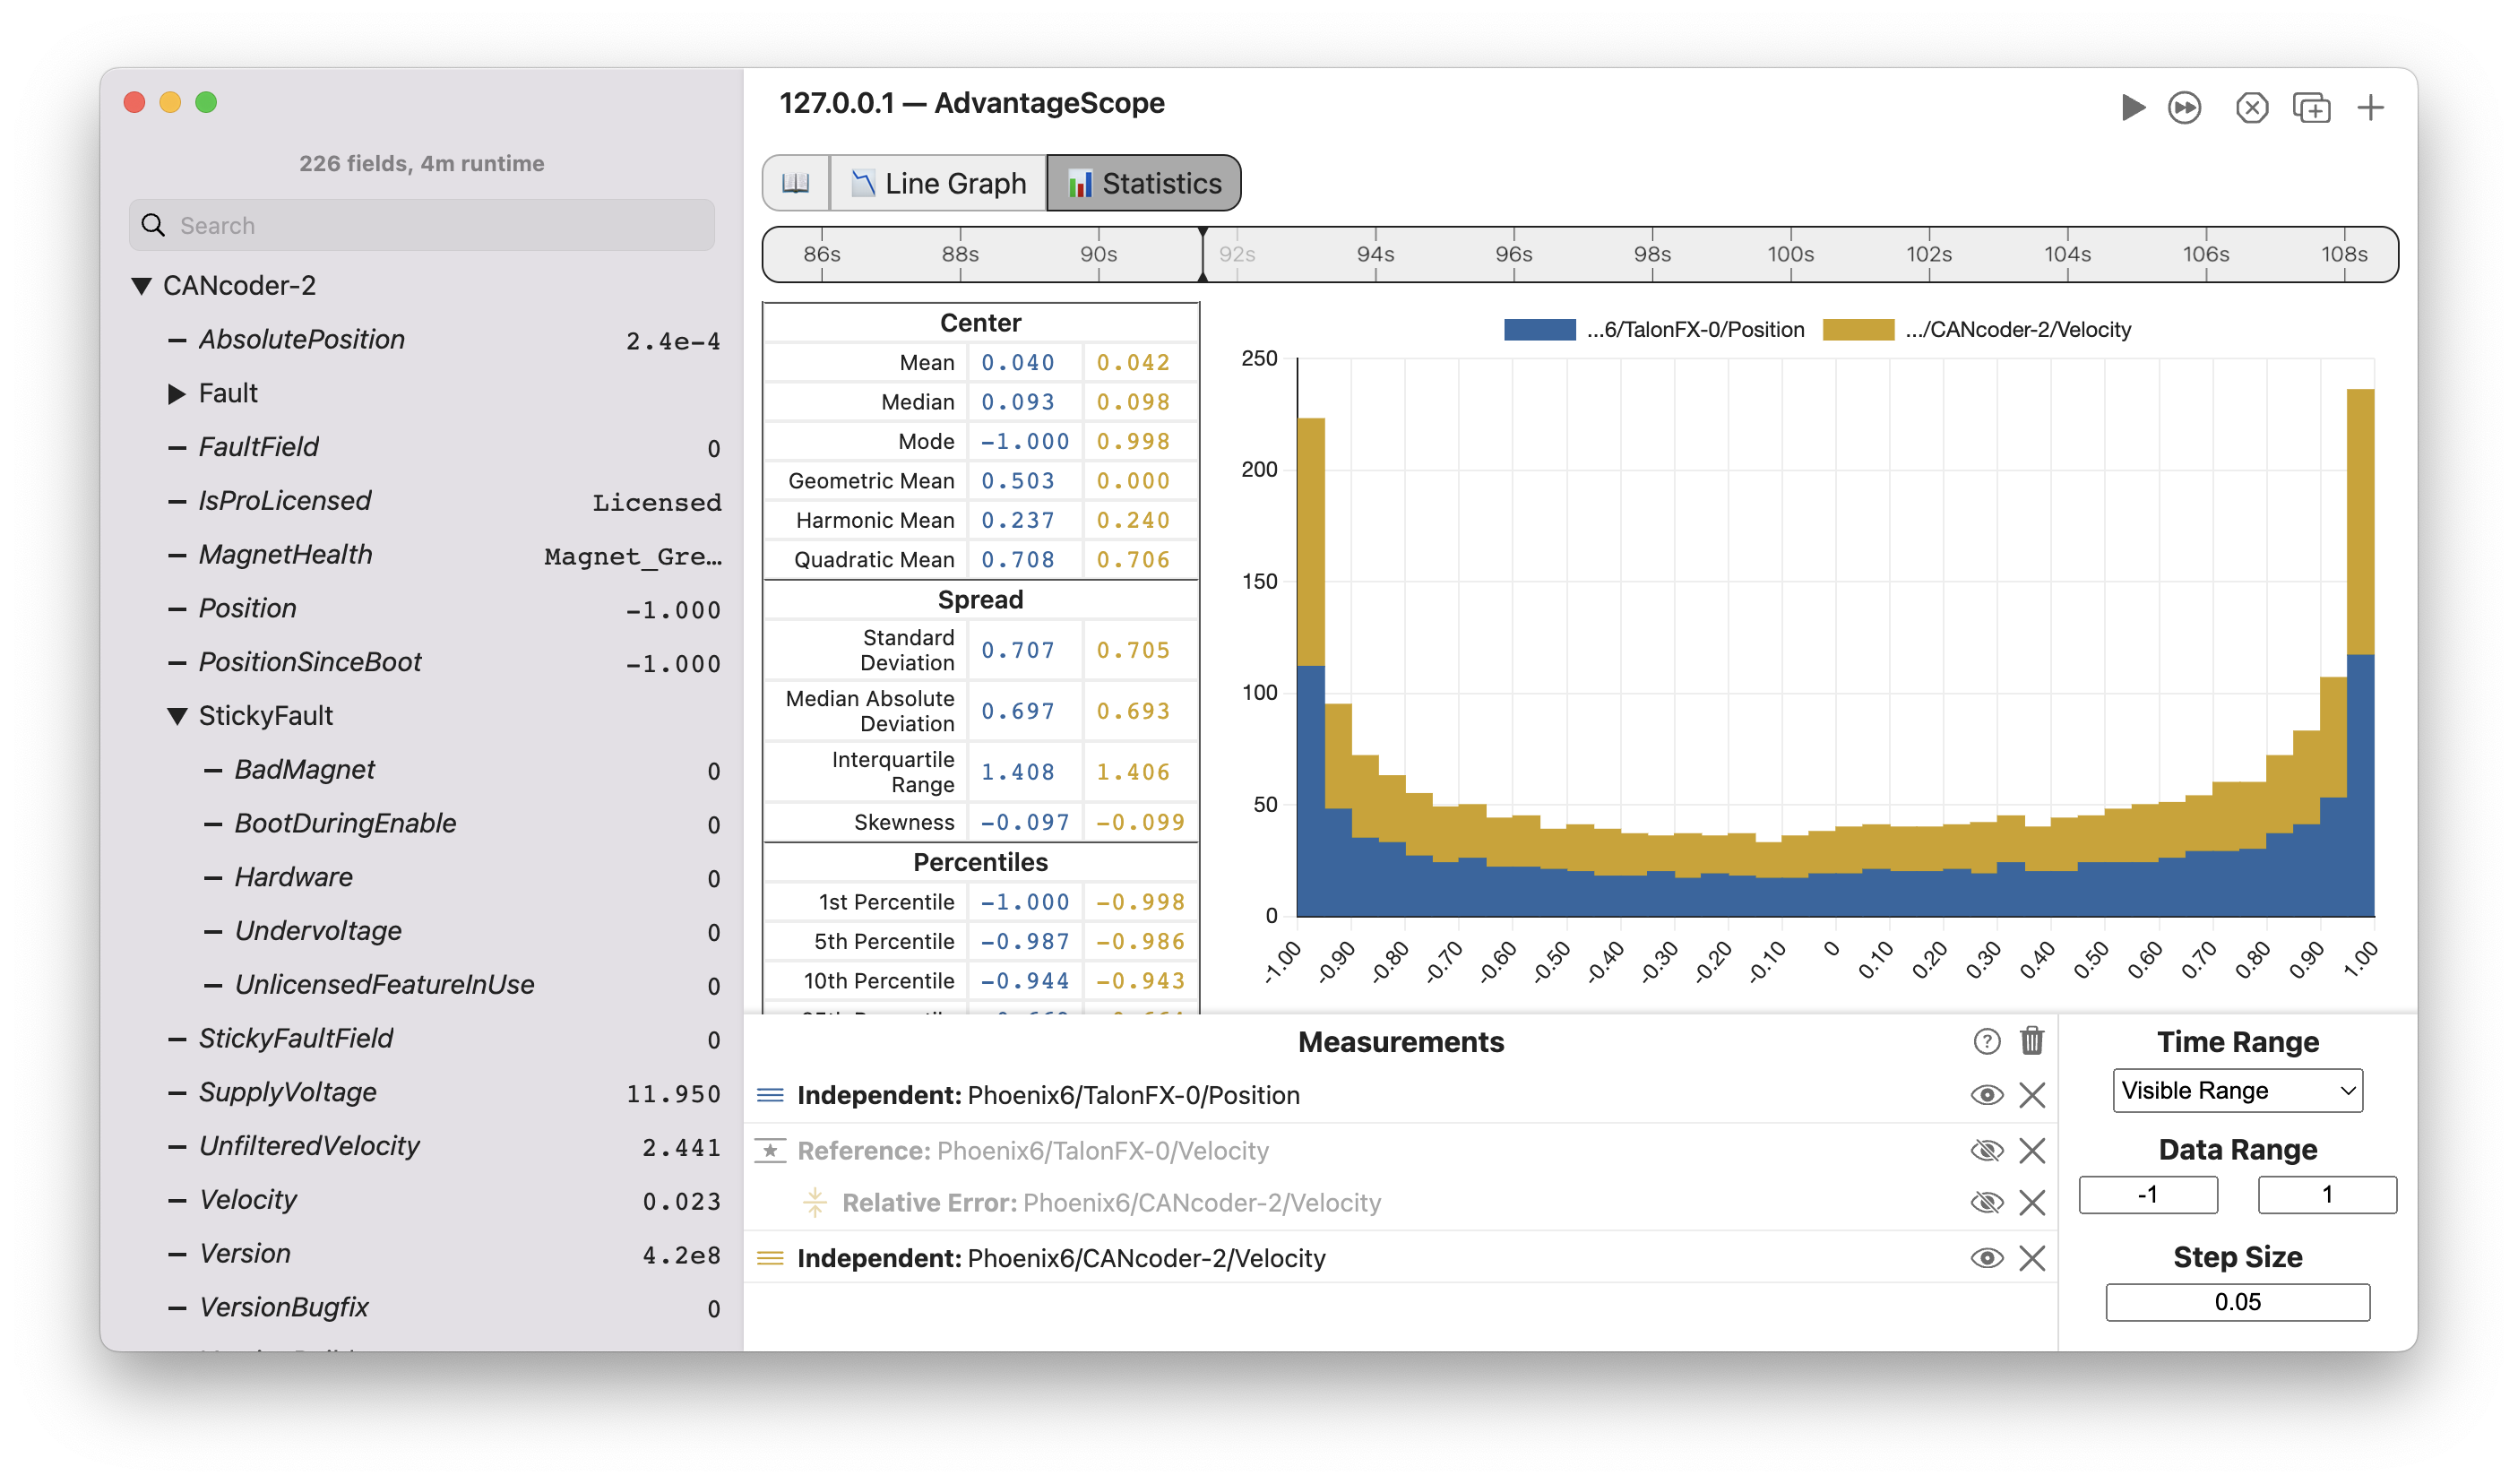 226 fields, 4m runtime
Search
CANcoder-2
AbsolutePosition 2.4e-4
Fault
FaultField 0
IsProLicensed Licensed
MagnetHealth Magnet_Gre…
Position -1.000
PositionSinceBoot -1.000
StickyFault
BadMagnet 0
BootDuringEnable 0
Hardware 0
Undervoltage 0
UnlicensedFeatureInUse 0
StickyFaultField 0
SupplyVoltage 11.950
UnfilteredVelocity 2.441
Velocity 0.023
Version 4.2e8
VersionBugfix 0
127.0.0.1 — AdvantageScope
Line Graph Statistics
86s 88s 90s 92s 94s 96s 98s 100s 102s 104s 106s 108s
Center
Mean 0.040 0.042
Median 0.093 0.098
Mode -1.000 0.998
Geometric Mean 0.503 0.000
Harmonic Mean 0.237 0.240
Quadratic Mean 0.708 0.706
Spread
Standard
Deviation 0.707 0.705
Median Absolute
Deviation 0.697 0.693
Interquartile
Range 1.408 1.406
Skewness -0.097 -0.099
Percentiles
1st Percentile -1.000 -0.998
5th Percentile -0.987 -0.986
10th Percentile -0.944 -0.943
...6/TalonFX-0/Position .../CANcoder-2/Velocity
250
200
150
100
50
0
-1.00 -0.90 -0.80 -0.70 -0.60 -0.50 -0.40 -0.30 -0.20 -0.10 0 0.10 0.20 0.30 0.40 0.50 0.60 0.70 0.80 0.90 1.00
Measurements
Independent: Phoenix6/TalonFX-0/Position
Reference: Phoenix6/TalonFX-0/Velocity
Relative Error: Phoenix6/CANcoder-2/Velocity
Independent: Phoenix6/CANcoder-2/Velocity
Time Range
Visible Range
Data Range
-1 1
Step Size
0.05